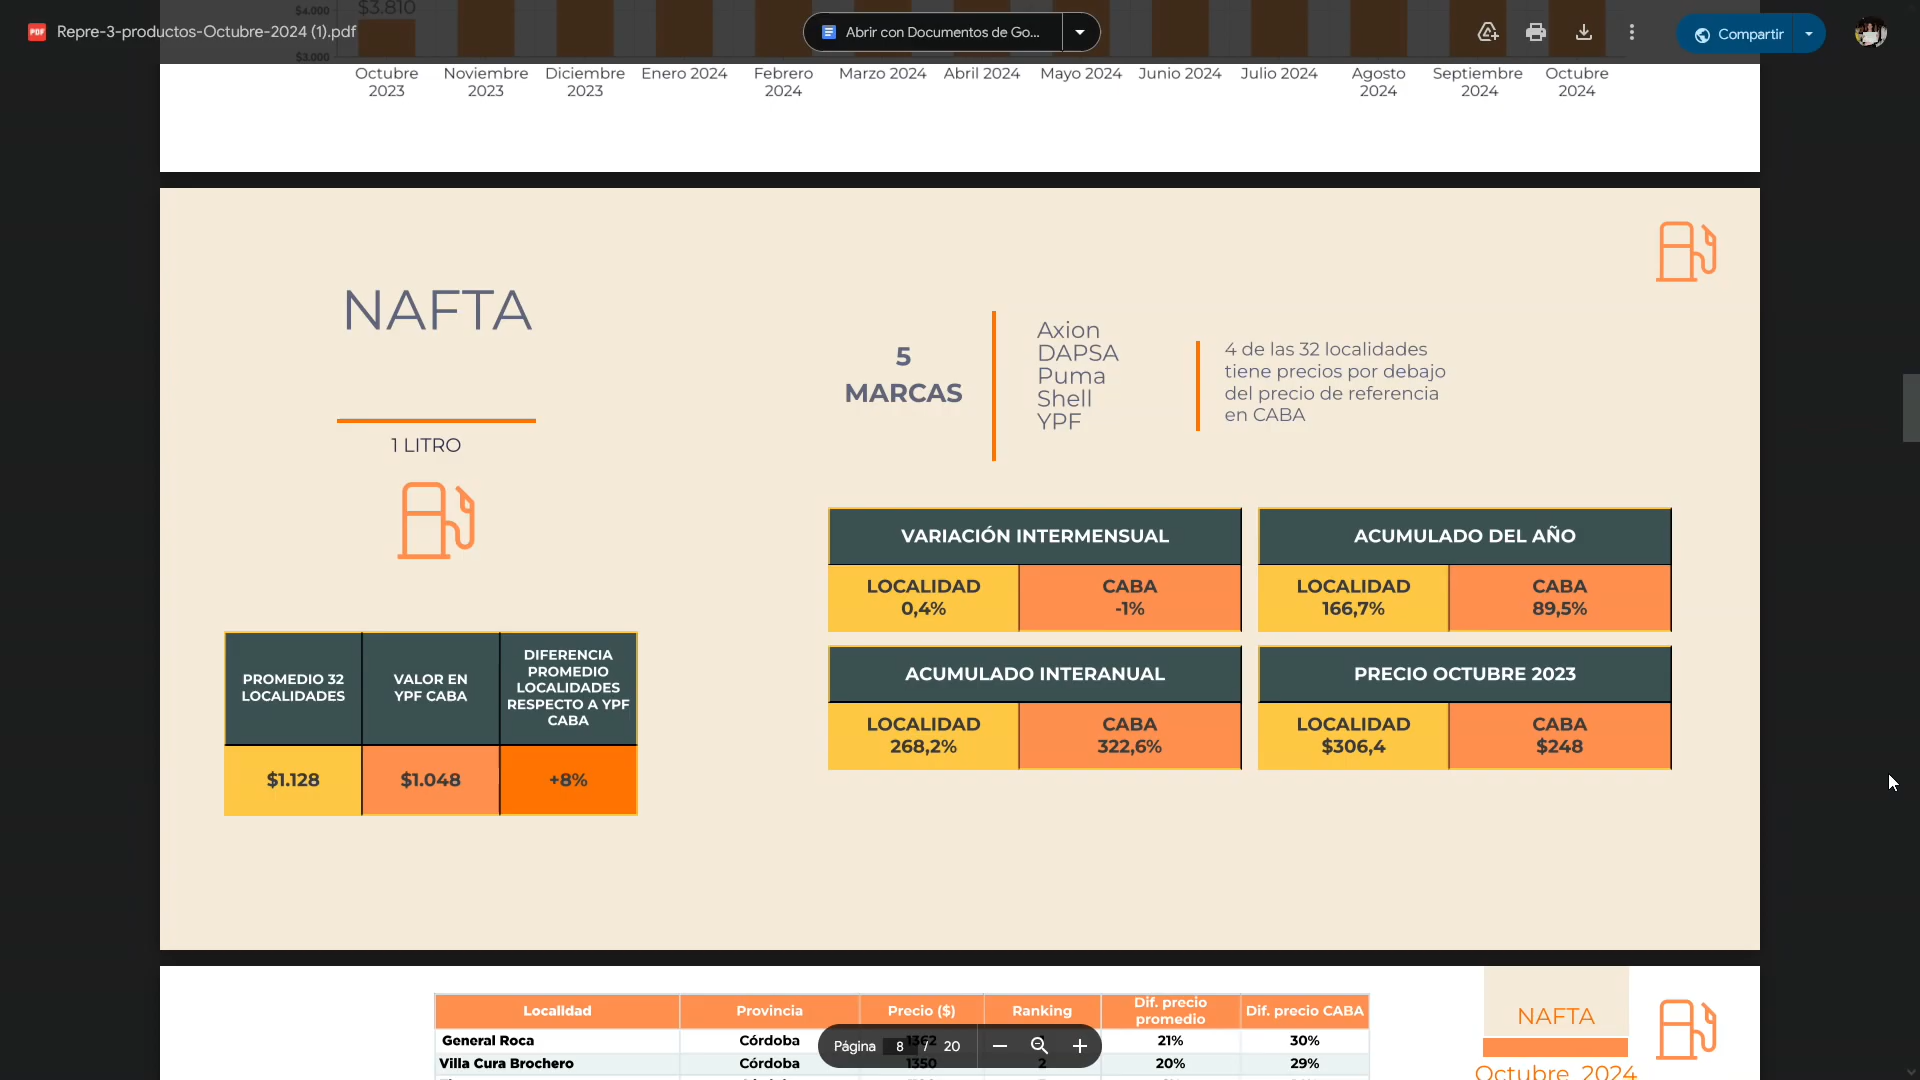 $4.000
$3.810
$3.000
PDF
Repre-3-productos-Octubre-2024 (1).pdf
Abrir con Documentos de Go...
Compartir
Octubre 2023
Noviembre 2023
Diciembre 2023
Enero 2024
Febrero 2024
Marzo 2024
Abril 2024
Mayo 2024
Junio 2024
Julio 2024
Agosto 2024
Septiembre 2024
Octubre 2024
NAFTA
1 LITRO
5
MARCAS
Axion
DAPSA
Puma
Shell
YPF
4 de las 32 localidades
tiene precios por debajo
del precio de referencia
en CABA
VARIACIÓN INTERMENSUAL
LOCALIDAD
0,4%
CABA
-1%
ACUMULADO DEL AÑO
LOCALIDAD
166,7%
CABA
89,5%
ACUMULADO INTERANUAL
LOCALIDAD
268,2%
CABA
322,6%
PRECIO OCTUBRE 2023
LOCALIDAD
$306,4
CABA
$248
PROMEDIO 32
LOCALIDADES
VALOR EN
YPF CABA
DIFERENCIA
PROMEDIO
LOCALIDADES
RESPECTO A YPF
CABA
$1.128
$1.048
+8%
Localidad Provincia Precio ($) Ranking Dif. precio promedio Dif. precio CABA
General Roca Córdoba 1362 21% 30%
Villa Cura Brochero Córdoba 1350 2 20% 29%
Página 8 / 20
NAFTA
Octubre 2024